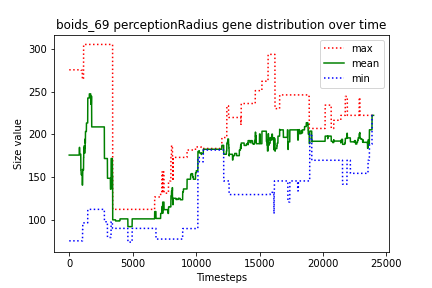 boids_69 perceptionRadius gene distribution over time
max
mean
min
300
250
200
150
100
Size value
0
5000
10000
15000
20000
25000
Timesteps